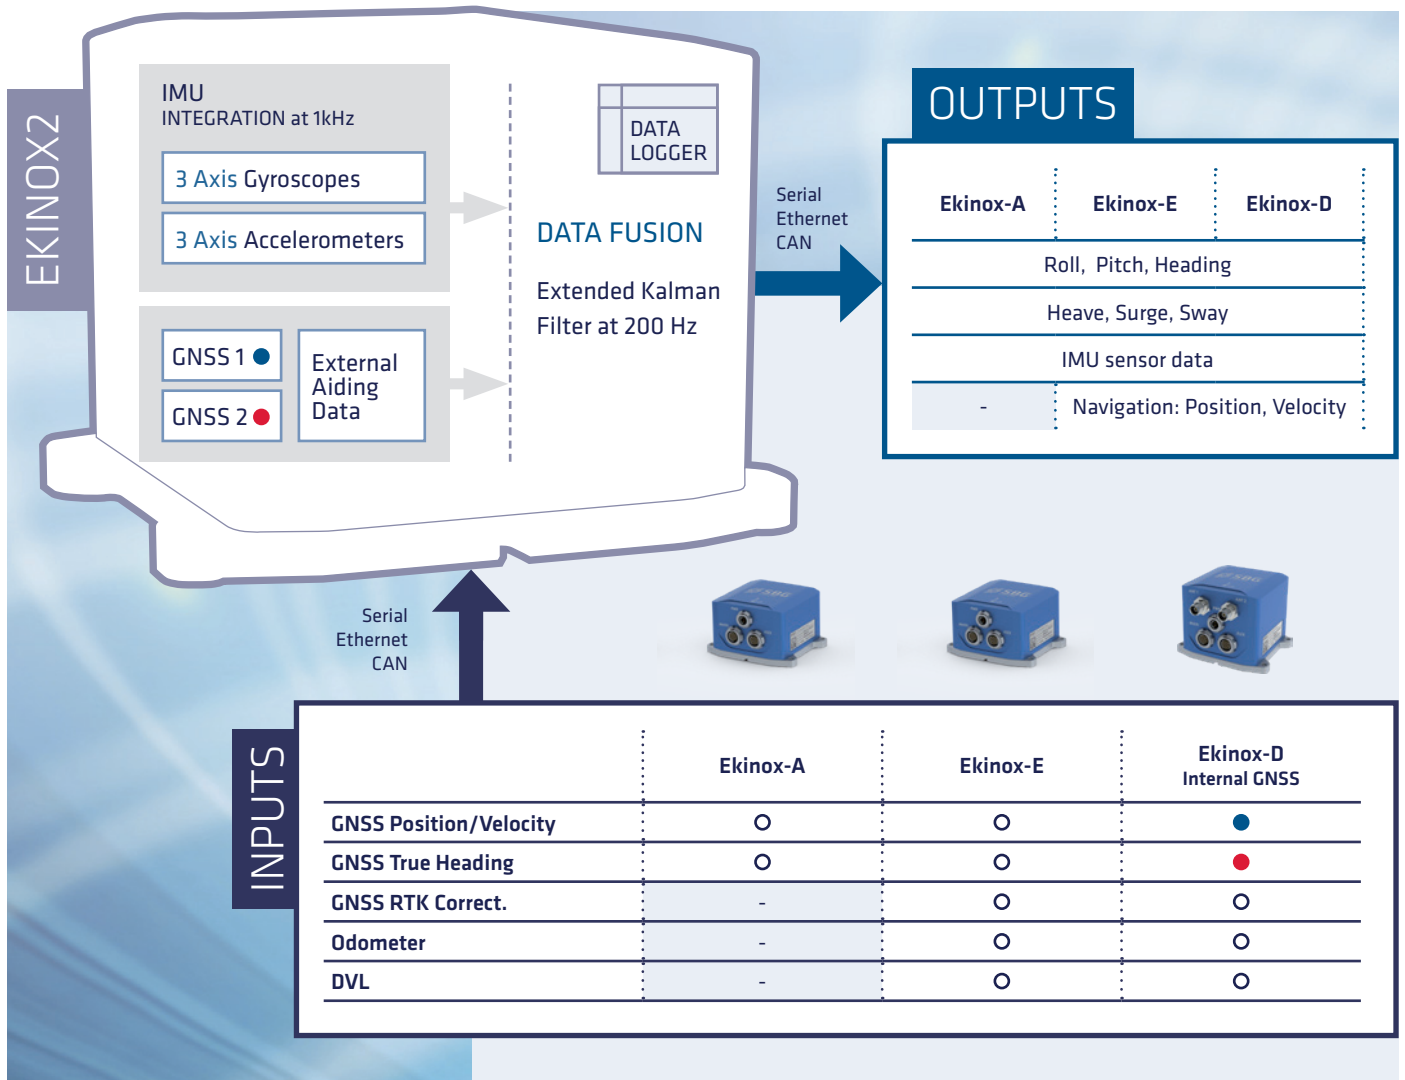 EKINOX2
IMU
INTEGRATION at 1kHz
3 Axis Gyroscopes
3 Axis Accelerometers
GNSS 1
GNSS 2
External
Aiding
Data
DATA
LOGGER
DATA FUSION
Extended Kalman
Filter at 200 Hz
Serial
Ethernet
CAN
OUTPUTS
Ekinox-A Ekinox-E Ekinox-D
Roll, Pitch, Heading
Heave, Surge, Sway
IMU sensor data
- Navigation: Position, Velocity
Serial
Ethernet
CAN
SBG
SBG
SBG
INPUTS
Ekinox-A Ekinox-E Ekinox-D
Internal GNSS
GNSS Position/Velocity
GNSS True Heading
GNSS RTK Correct. -
Odometer -
DVL -